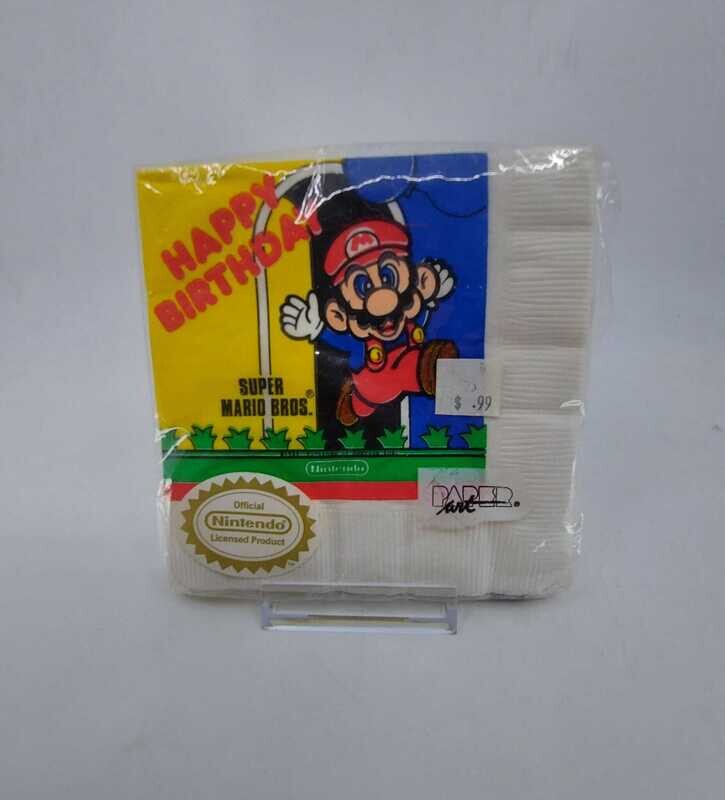 HAPPY
BIRTHDAY
M
SUPER
MARIO BROS.®
$ .99
Nintendo
PAPER
art ®
Official
Nintendo®
Licensed Product